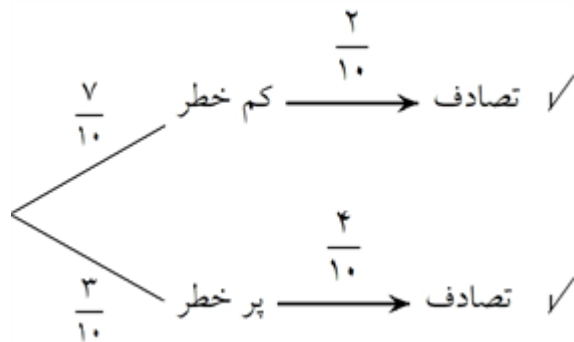 ۷/۱۰ کم خطر ۲/۱۰ تصادف ✓
۳/۱۰ پر خطر ۴/۱۰ تصادف ✓